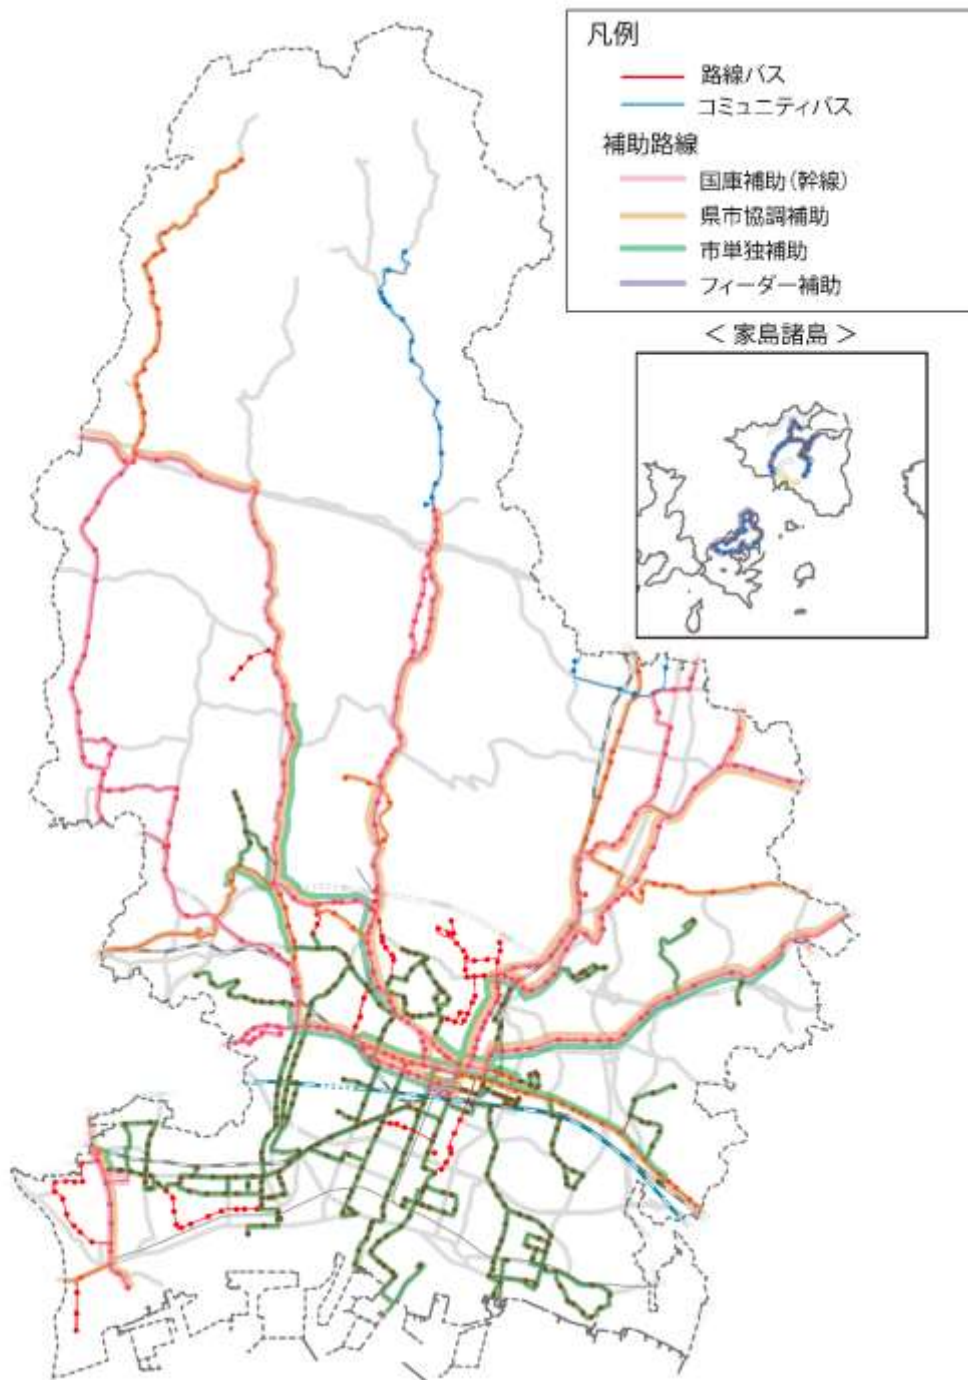 凡例
路線バス
コミュニティバス
補助路線
国庫補助(幹線)
県市協調補助
市単独補助
フィーダー補助
＜ 家島諸島 ＞